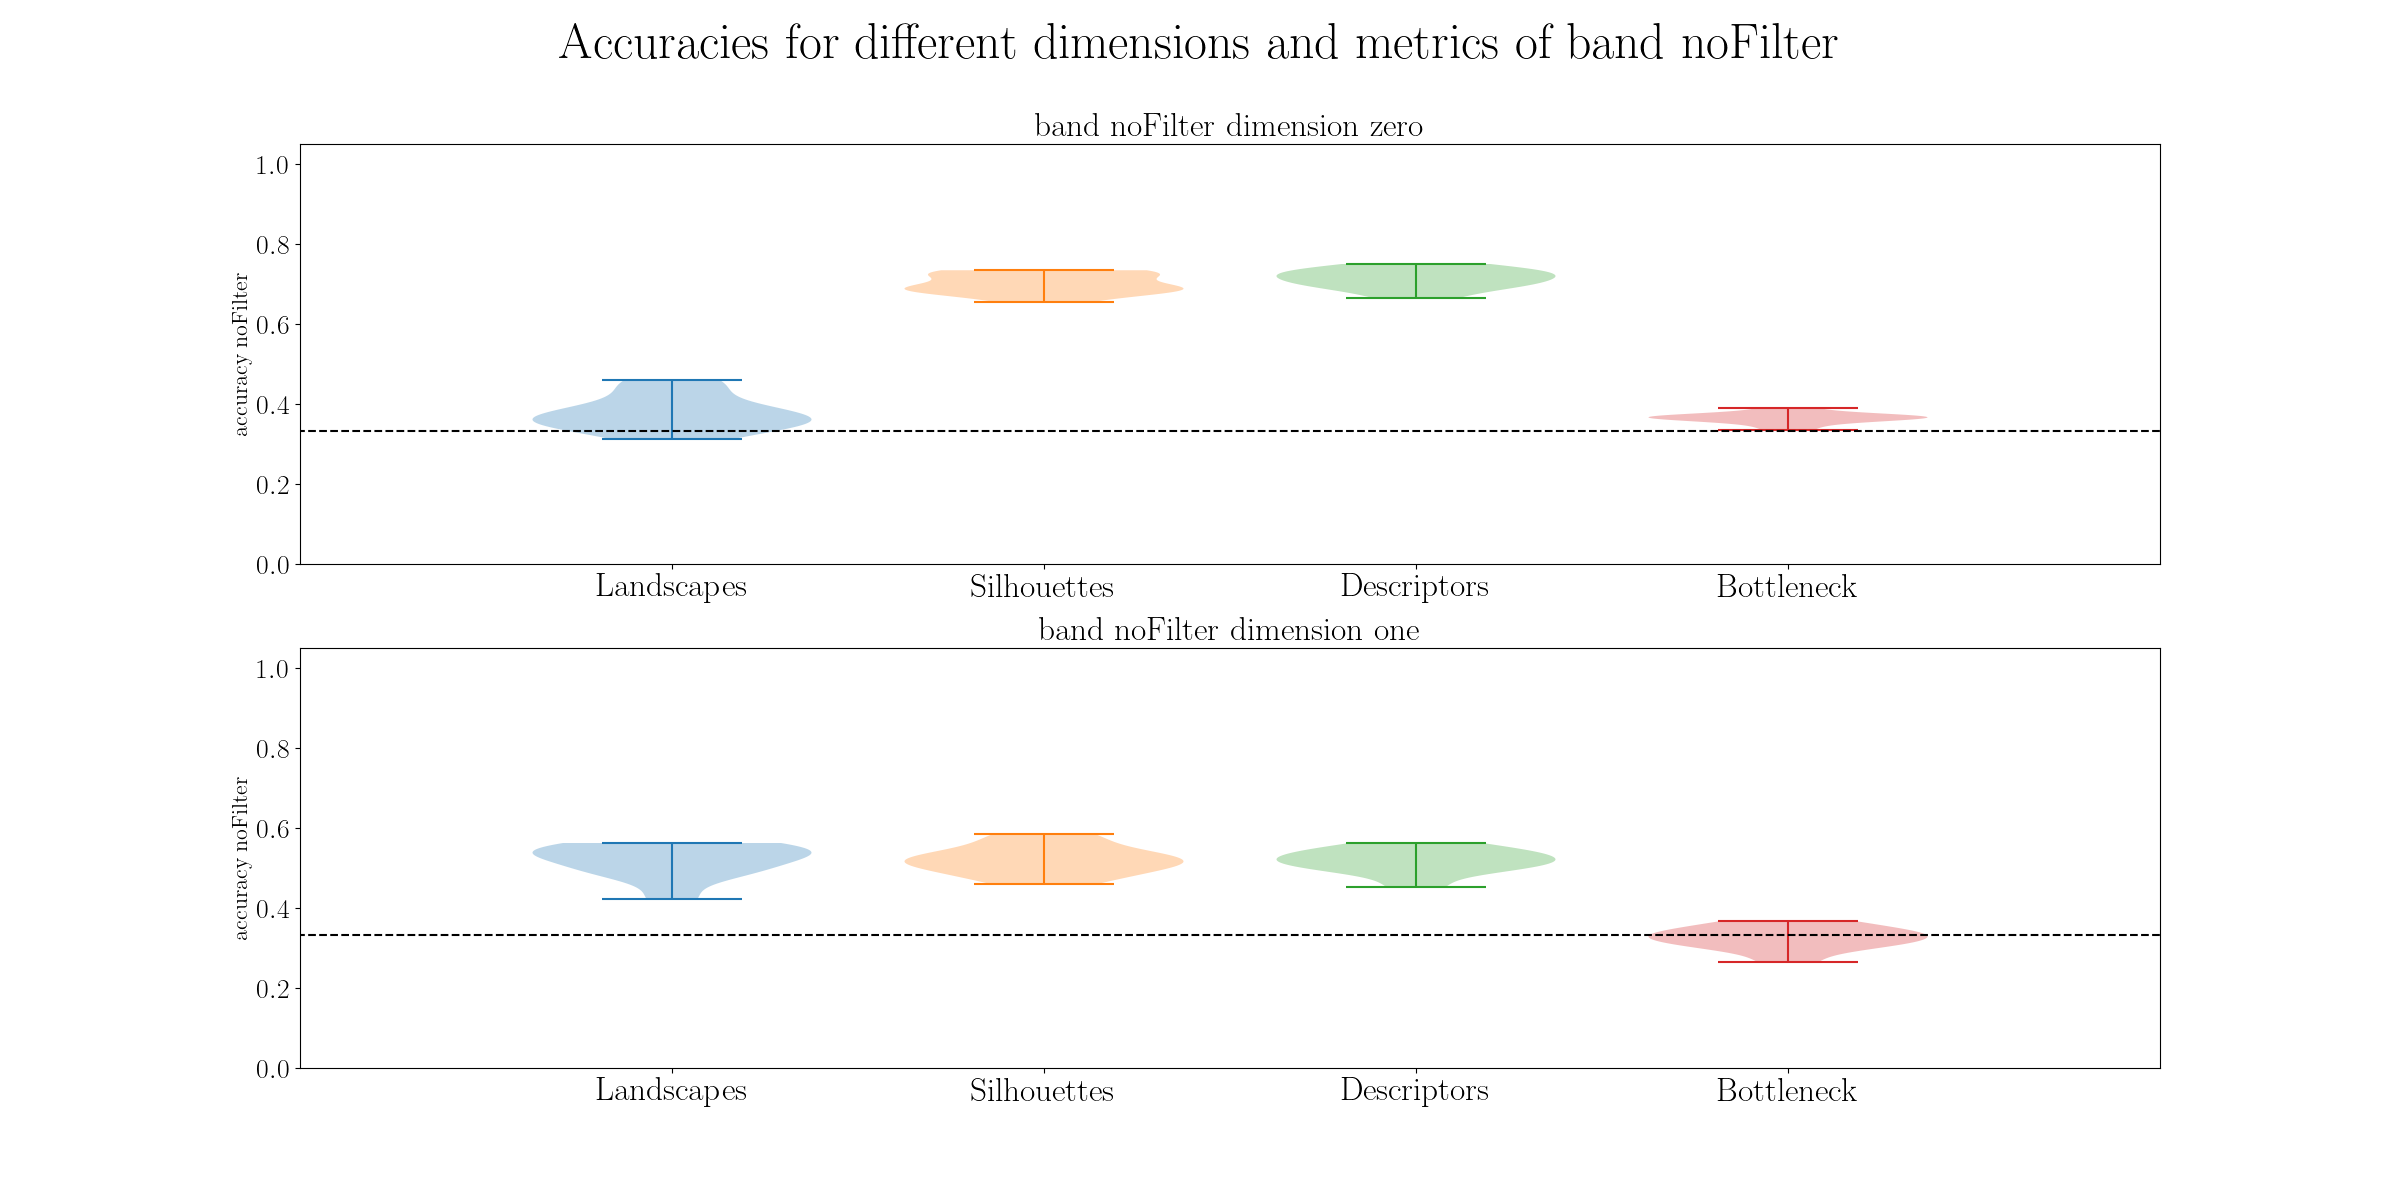 Accuracies for different dimensions and metrics of band noFilter
band noFilter dimension zero
accuracy noFilter
1.0
0.8
0.6
0.4
0.2
0.0
Landscapes Silhouettes Descriptors Bottleneck
band noFilter dimension one
accuracy noFilter
1.0
0.8
0.6
0.4
0.2
0.0
Landscapes Silhouettes Descriptors Bottleneck